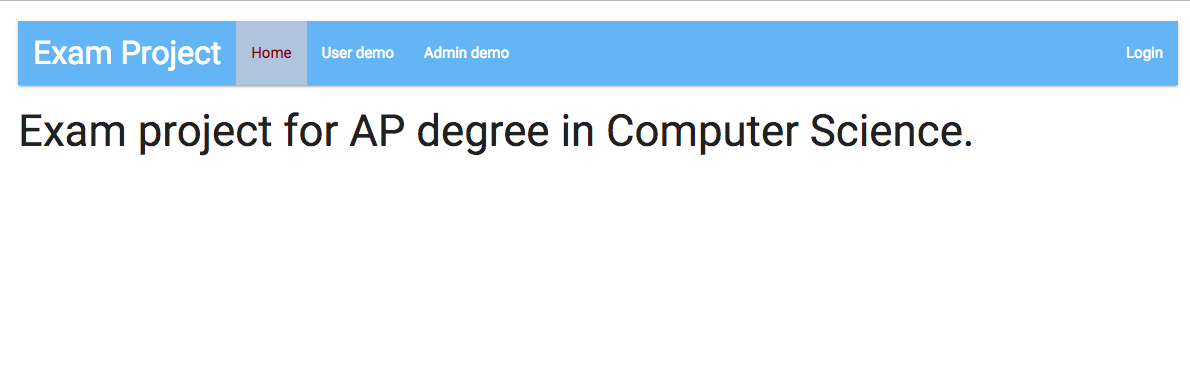 Exam Project Home User demo Admin demo Login
Exam project for AP degree in Computer Science.